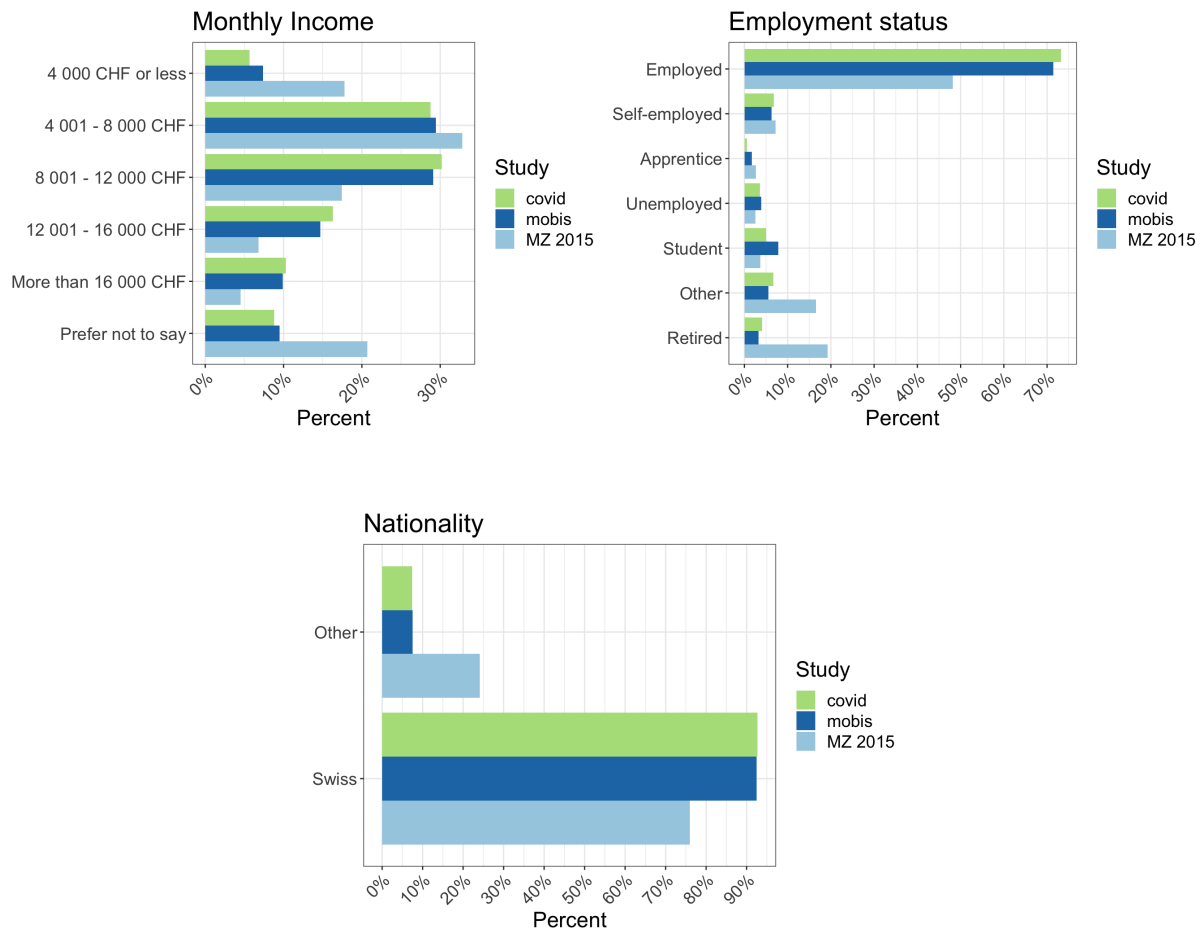 Monthly Income
4 000 CHF or less
4 001 - 8 000 CHF
8 001 - 12 000 CHF
12 001 - 16 000 CHF
More than 16 000 CHF
Prefer not to say
0% 10% 20% 30%
Percent
Study
covid
mobis
MZ 2015
Employment status
Employed
Self-employed
Apprentice
Unemployed
Student
Other
Retired
0% 10% 20% 30% 40% 50% 60% 70%
Percent
Study
covid
mobis
MZ 2015
Nationality
Other
Swiss
0% 10% 20% 30% 40% 50% 60% 70% 80% 90%
Percent
Study
covid
mobis
MZ 2015